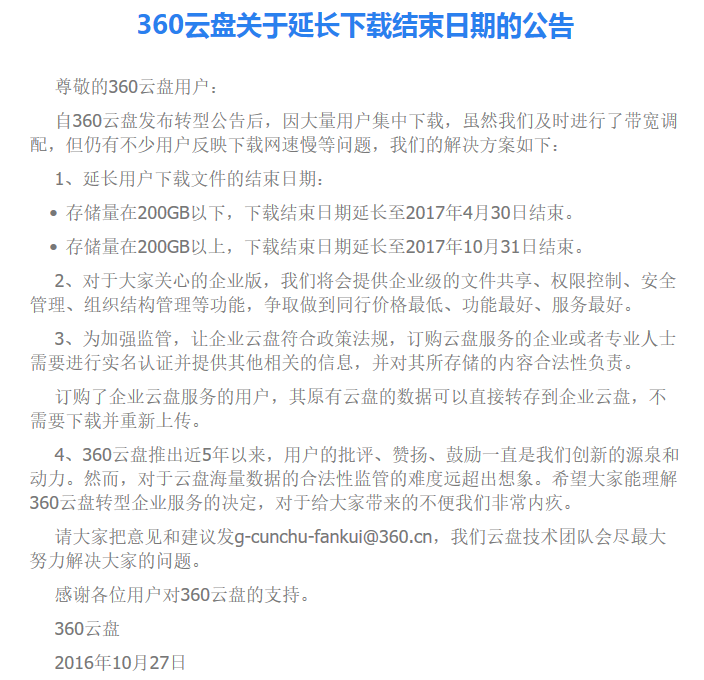 360云盘关于延长下载结束日期的公告
尊敬的360云盘用户：
自360云盘发布转型公告后，因大量用户集中下载，虽然我们及时进行了带宽调
配，但仍有不少用户反映下载网速慢等问题，我们的解决方案如下：
1、延长用户下载文件的结束日期：
• 存储量在200GB以下，下载结束日期延长至2017年4月30日结束。
• 存储量在200GB以上，下载结束日期延长至2017年10月31日结束。
2、对于大家关心的企业版，我们将会提供企业级的文件共享、权限控制、安全
管理、组织结构管理等功能，争取做到同行价格最低、功能最好、服务最好。
3、为加强监管，让企业云盘符合政策法规，订购云盘服务的企业或者专业人士
需要进行实名认证并提供其他相关的信息，并对其所存储的内容合法性负责。
订购了企业云盘服务的用户，其原有云盘的数据可以直接转存到企业云盘，不
需要下载并重新上传。
4、360云盘推出近5年以来，用户的批评、赞扬、鼓励一直是我们创新的源泉和
动力。然而，对于云盘海量数据的合法性监管的难度远超出想象。希望大家能理解
360云盘转型企业服务的决定，对于给大家带来的不便我们非常内疚。
请大家把意见和建议发g-cunchu-fankui@360.cn，我们云盘技术团队会尽最大
努力解决大家的问题。
感谢各位用户对360云盘的支持。
360云盘
2016年10月27日